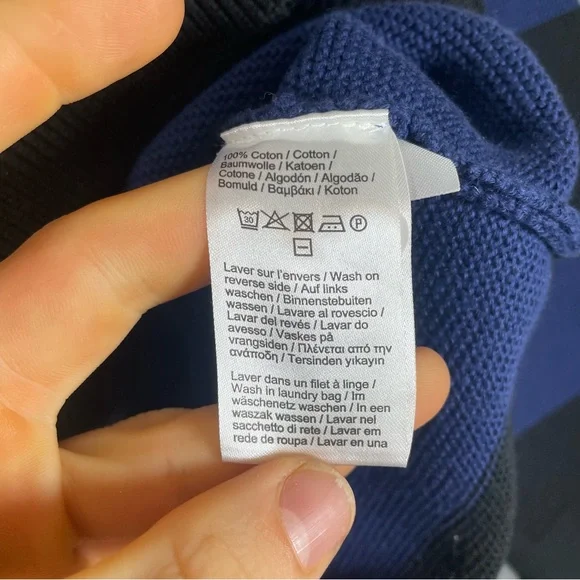 100% Coton / Cotton /
Baumwolle / Katoen /
Cotone / Algodón / Algodão /
Bomuld / Βαμβάκι / Koton
30 P
Laver sur l'envers / Wash on
reverse side / Auf links
waschen / Binnenstebuiten
wassen / Lavare al rovescio /
Lavar del revés / Lavar do
avesso / Vaskes på
vrangsiden / Πλένεται από την
ανάποδη / Tersinden yıkayın
Laver dans un filet à linge /
Wash in laundry bag / Im
wäschenetz waschen / In een
waszak wassen / Lavar nel
sacchetto di rete / Lavar em
rede de roupa / Lavar en una